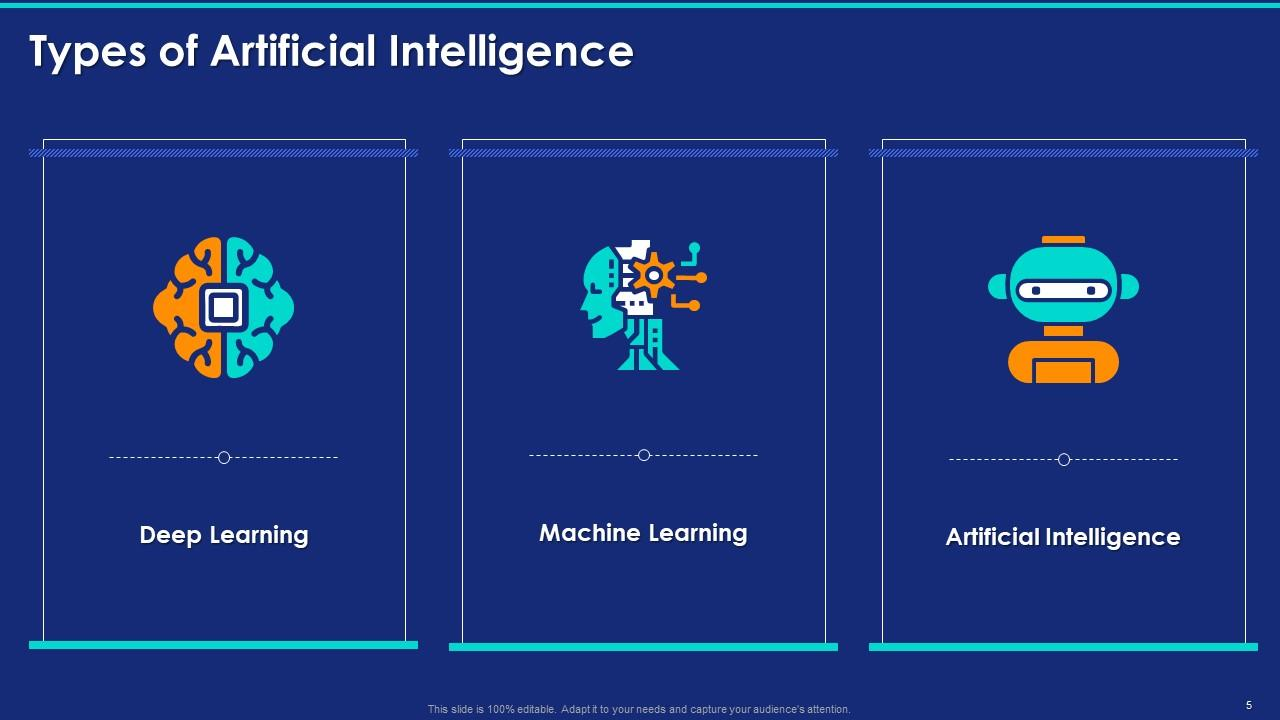 Types of Artificial Intelligence
Deep Learning
Machine Learning
Artificial Intelligence
This slide is 100% editable. Adapt it to your needs and capture your audience's attention.
5